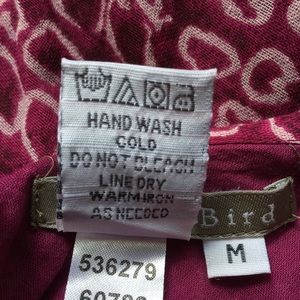 HAND WASH
COLD
DO NOT BLEACH
LINE DRY
WARM IRON
AS NEEDED
Bird
M
536279